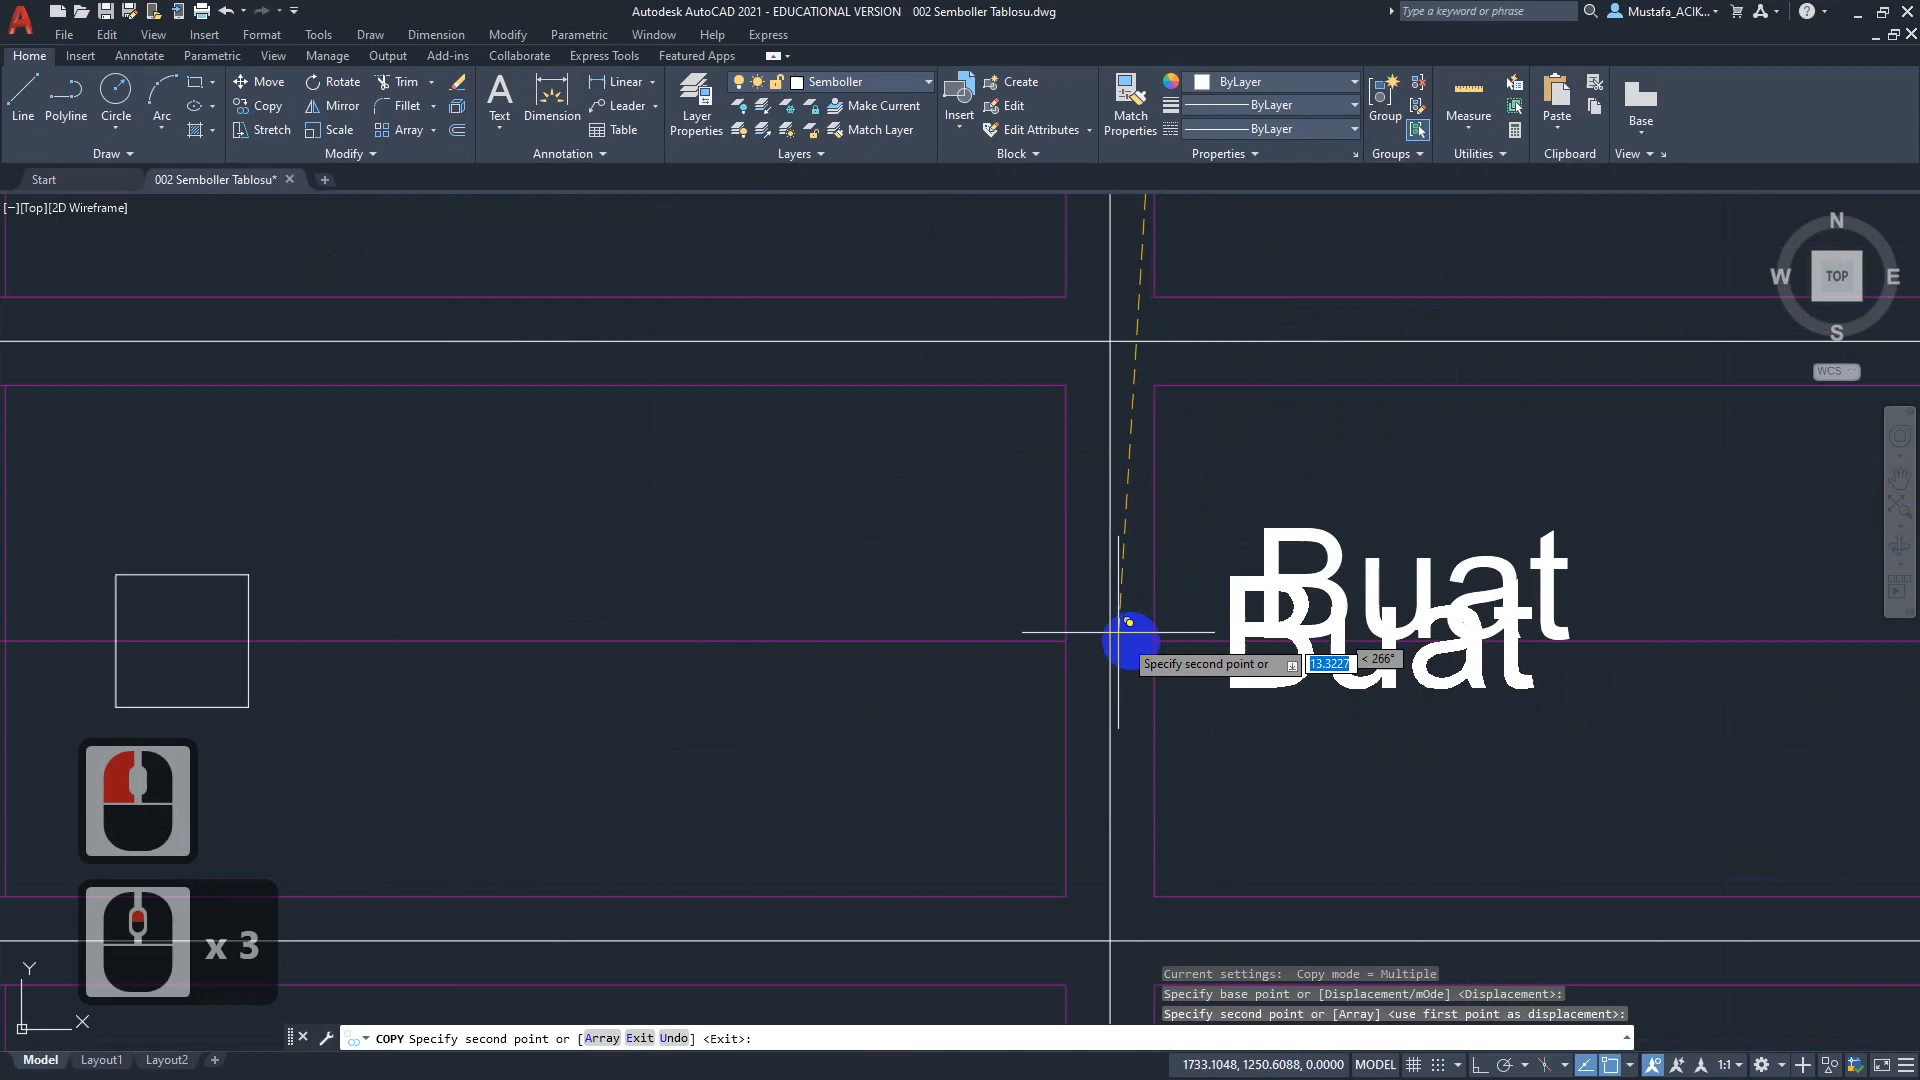 Autodesk AutoCAD 2021 - EDUCATIONAL VERSION 002 Semboller Tablosu.dwg
Type a keyword or phrase
Mustafa_ACIK...
File Edit View Insert Format Tools Draw Dimension Modify Parametric Window Help Express
Home Insert Annotate Parametric View Manage Output Add-ins Collaborate Express Tools Featured Apps
Line Polyline Circle Arc
Move Rotate Trim
Copy Mirror Fillet
Stretch Scale Array
Text Dimension
Linear
Leader
Table
Layer Properties
Semboller
Make Current
Match Layer
Insert
Create
Edit
Edit Attributes
Match Properties
ByLayer
ByLayer
ByLayer
Group
Measure
Paste
Base
Draw Modify Annotation Layers Block Properties Groups Utilities Clipboard View
Start 002 Semboller Tablosu*
[−][Top][2D Wireframe]
N
W TOP E
S
WCS
Buat
Buat
Specify second point or 13.3227 < 266°
x 3
Y
X
Current settings: Copy mode = Multiple
Specify base point or [Displacement/mOde] <Displacement>:
Specify second point or [Array] <use first point as displacement>:
COPY Specify second point or [Array Exit Undo] <Exit>:
Model Layout1 Layout2
1733.1048, 1250.6088, 0.0000 MODEL 1:1